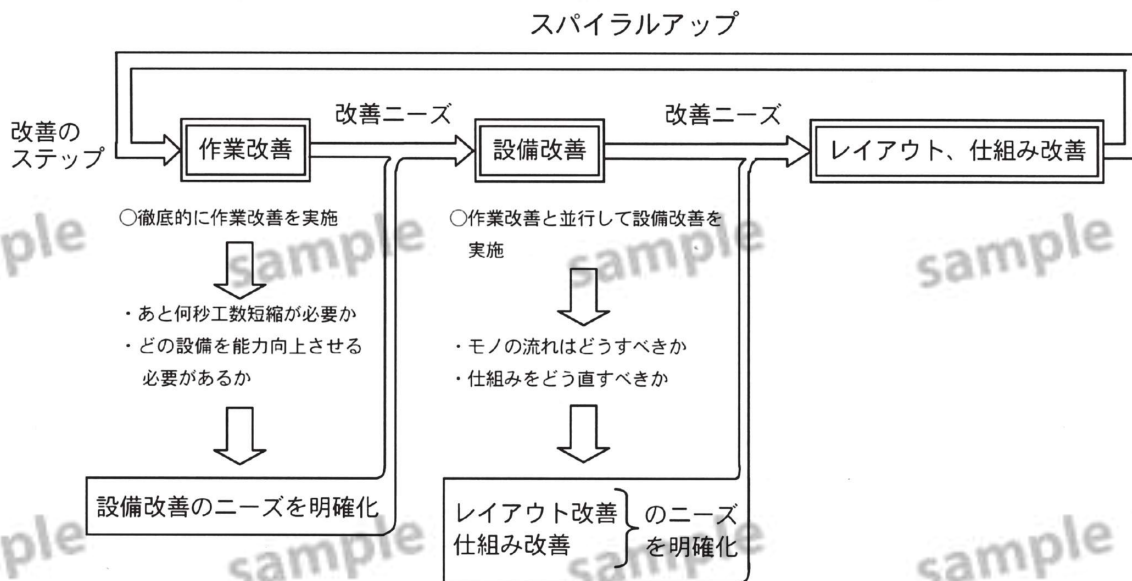 スパイラルアップ
改善の
ステップ
作業改善
改善ニーズ
設備改善
改善ニーズ
レイアウト、仕組み改善
○徹底的に作業改善を実施
・あと何秒工数短縮が必要か
・どの設備を能力向上させる
必要があるか
設備改善のニーズを明確化
○作業改善と並行して設備改善を
実施
・モノの流れはどうすべきか
・仕組みをどう直すべきか
レイアウト改善
仕組み改善
のニーズ
を明確化
ple
sample
sample
sample
ple
sample
sample
sample